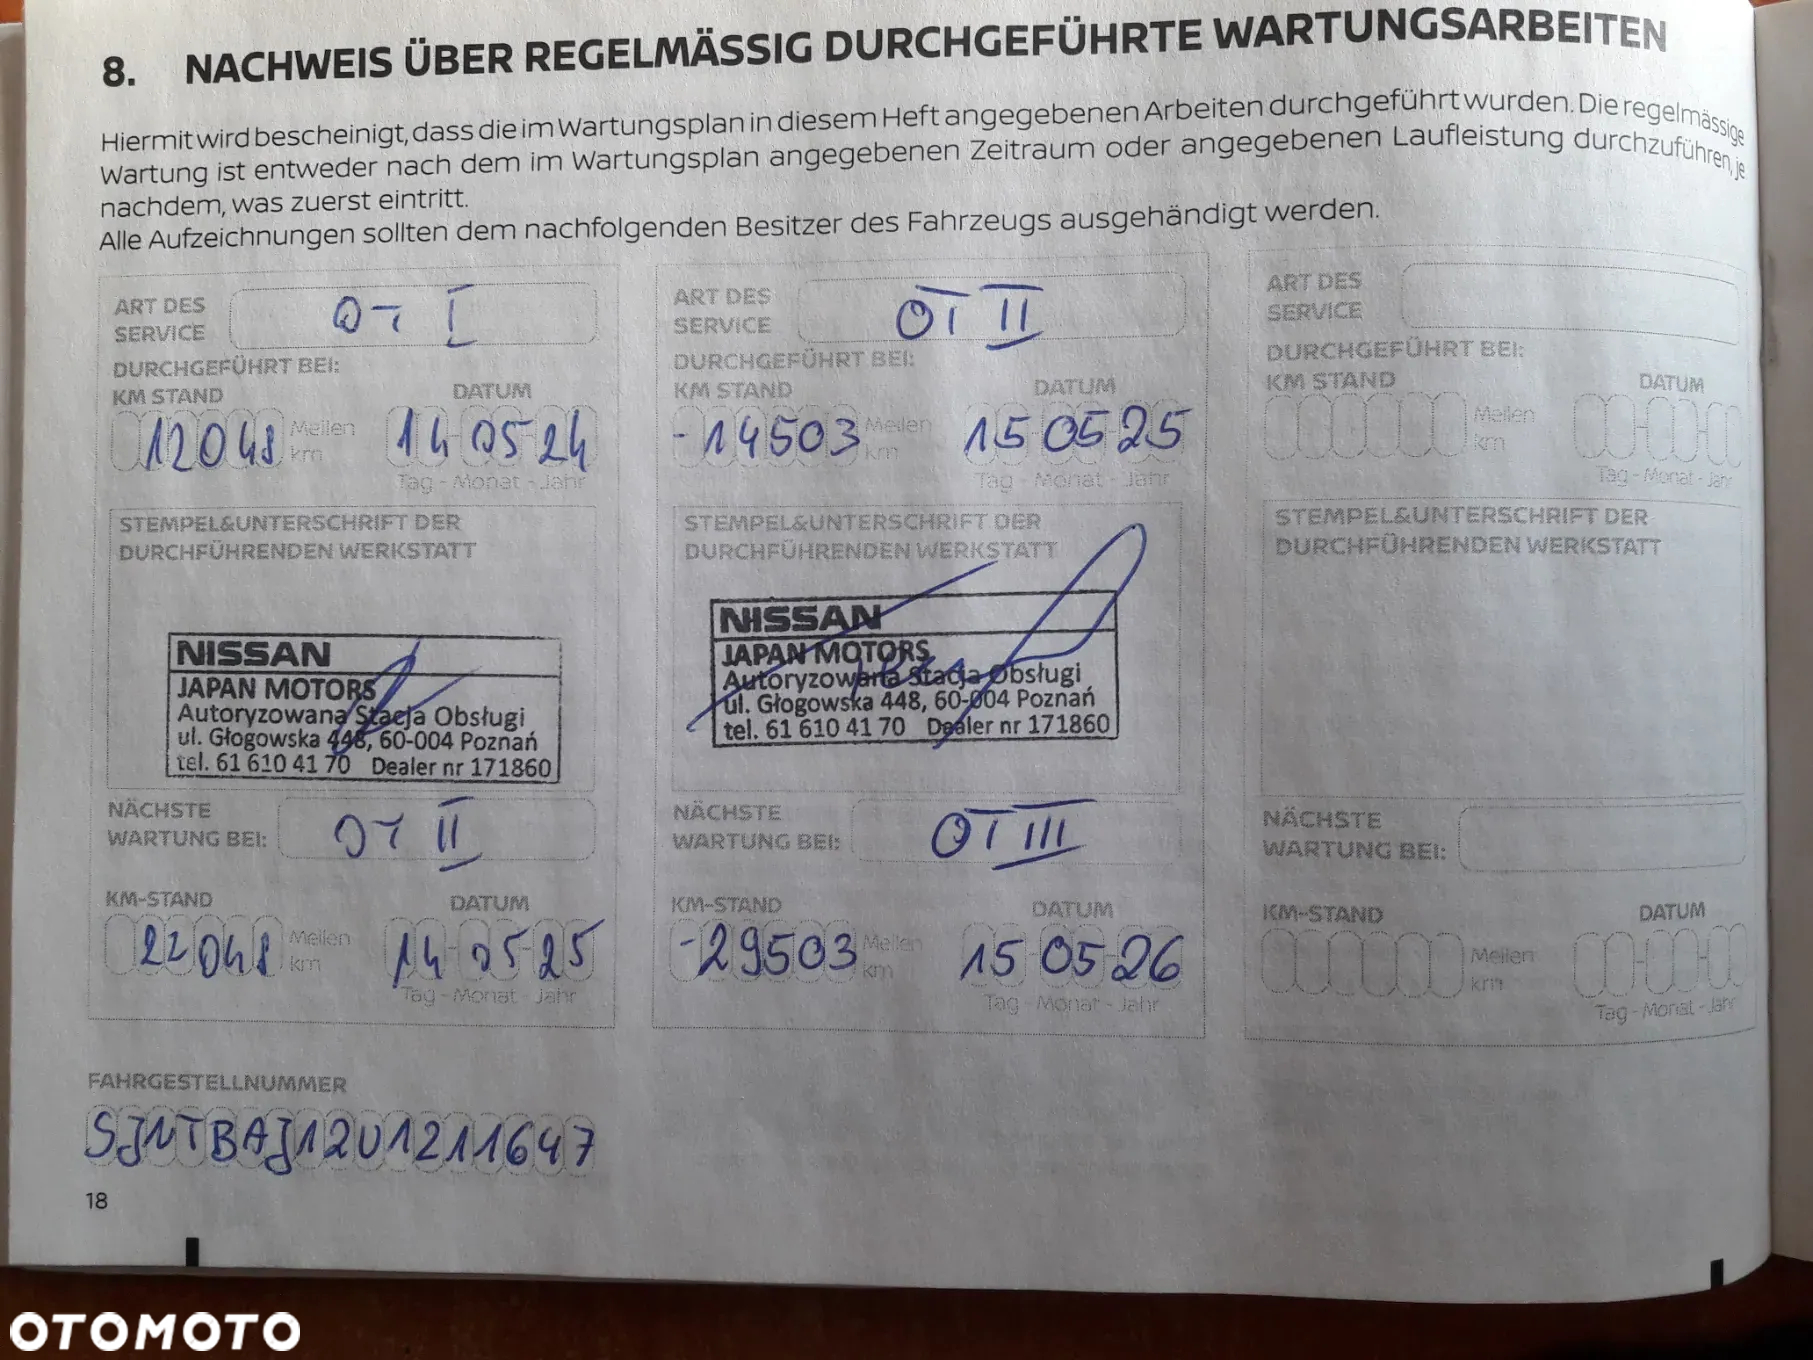 8. NACHWEIS ÜBER REGELMÄSSIG DURCHGEFÜHRTE WARTUNGSARBEITEN
Hiermit wird bescheinigt, dass die im Wartungsplan in diesem Heft angegebenen Arbeiten durchgeführt wurden. Die regelmässige
Wartung ist entweder nach dem im Wartungsplan angegebenen Zeitraum oder angegebenen Laufleistung durchzuführen, je
nachdem, was zuerst eintritt.
Alle Aufzeichnungen sollten dem nachfolgenden Besitzer des Fahrzeugs ausgehändigt werden.
ART DES
SERVICE
OT I
DURCHGEFÜHRT BEI:
KM STAND
DATUM
12048
Meilen
km
14 05 24
Tag - Monat - Jahr
STEMPEL&UNTERSCHRIFT DER
DURCHFÜHRENDEN WERKSTATT
NISSAN
JAPAN MOTORS
Autoryzowana Stacja Obsługi
ul. Głogowska 448, 60-004 Poznań
tel. 61 610 41 70 Dealer nr 171860
NÄCHSTE
WARTUNG BEI:
OT II
KM-STAND
DATUM
22048
Meilen
km
14 05 25
Tag - Monat - Jahr
ART DES
SERVICE
OT II
DURCHGEFÜHRT BEI:
KM STAND
DATUM
-14503
Meilen
km
15 05 25
Tag - Monat - Jahr
STEMPEL&UNTERSCHRIFT DER
DURCHFÜHRENDEN WERKSTATT
NISSAN
JAPAN MOTORS
Autoryzowana Stacja Obsługi
ul. Głogowska 448, 60-004 Poznań
tel. 61 610 41 70 Dealer nr 171860
NÄCHSTE
WARTUNG BEI:
OT III
KM-STAND
DATUM
-29503
Meilen
km
15 05 26
Tag - Monat - Jahr
ART DES
SERVICE
DURCHGEFÜHRT BEI:
KM STAND
DATUM
Meilen
km
Tag - Monat - Jahr
STEMPEL&UNTERSCHRIFT DER
DURCHFÜHRENDEN WERKSTATT
NÄCHSTE
WARTUNG BEI:
KM-STAND
DATUM
Meilen
km
Tag - Monat - Jahr
FAHRGESTELLNUMMER
SJNTBAJ12U1211647
18
OTOMOTO